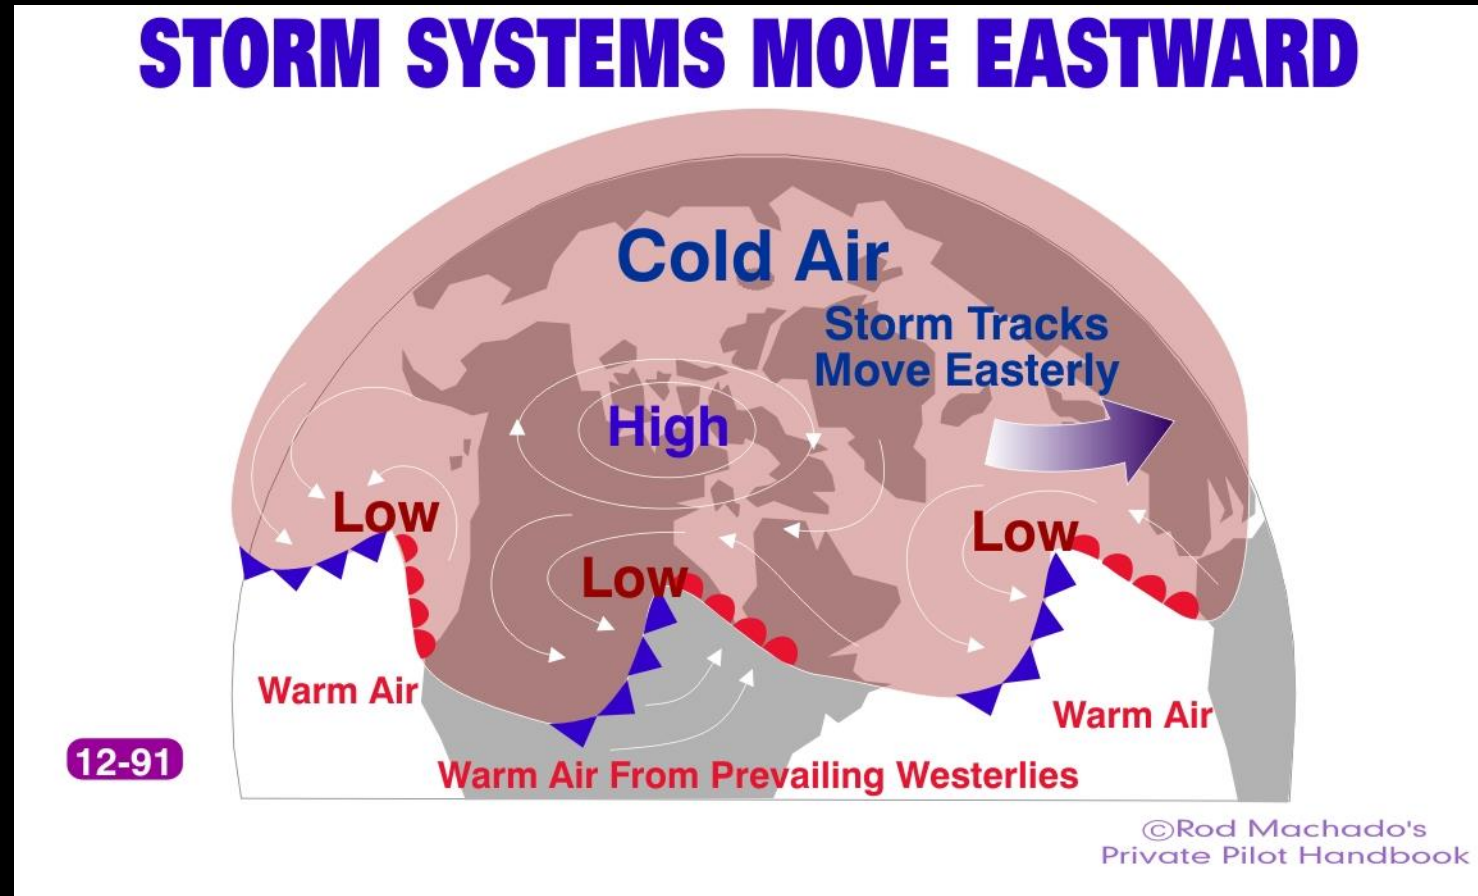 STORM SYSTEMS MOVE EASTWARD
Cold Air
Storm Tracks
Move Easterly
High
Low
Low
Low
Warm Air
Warm Air
12-91
Warm Air From Prevailing Westerlies
©Rod Machado's
Private Pilot Handbook